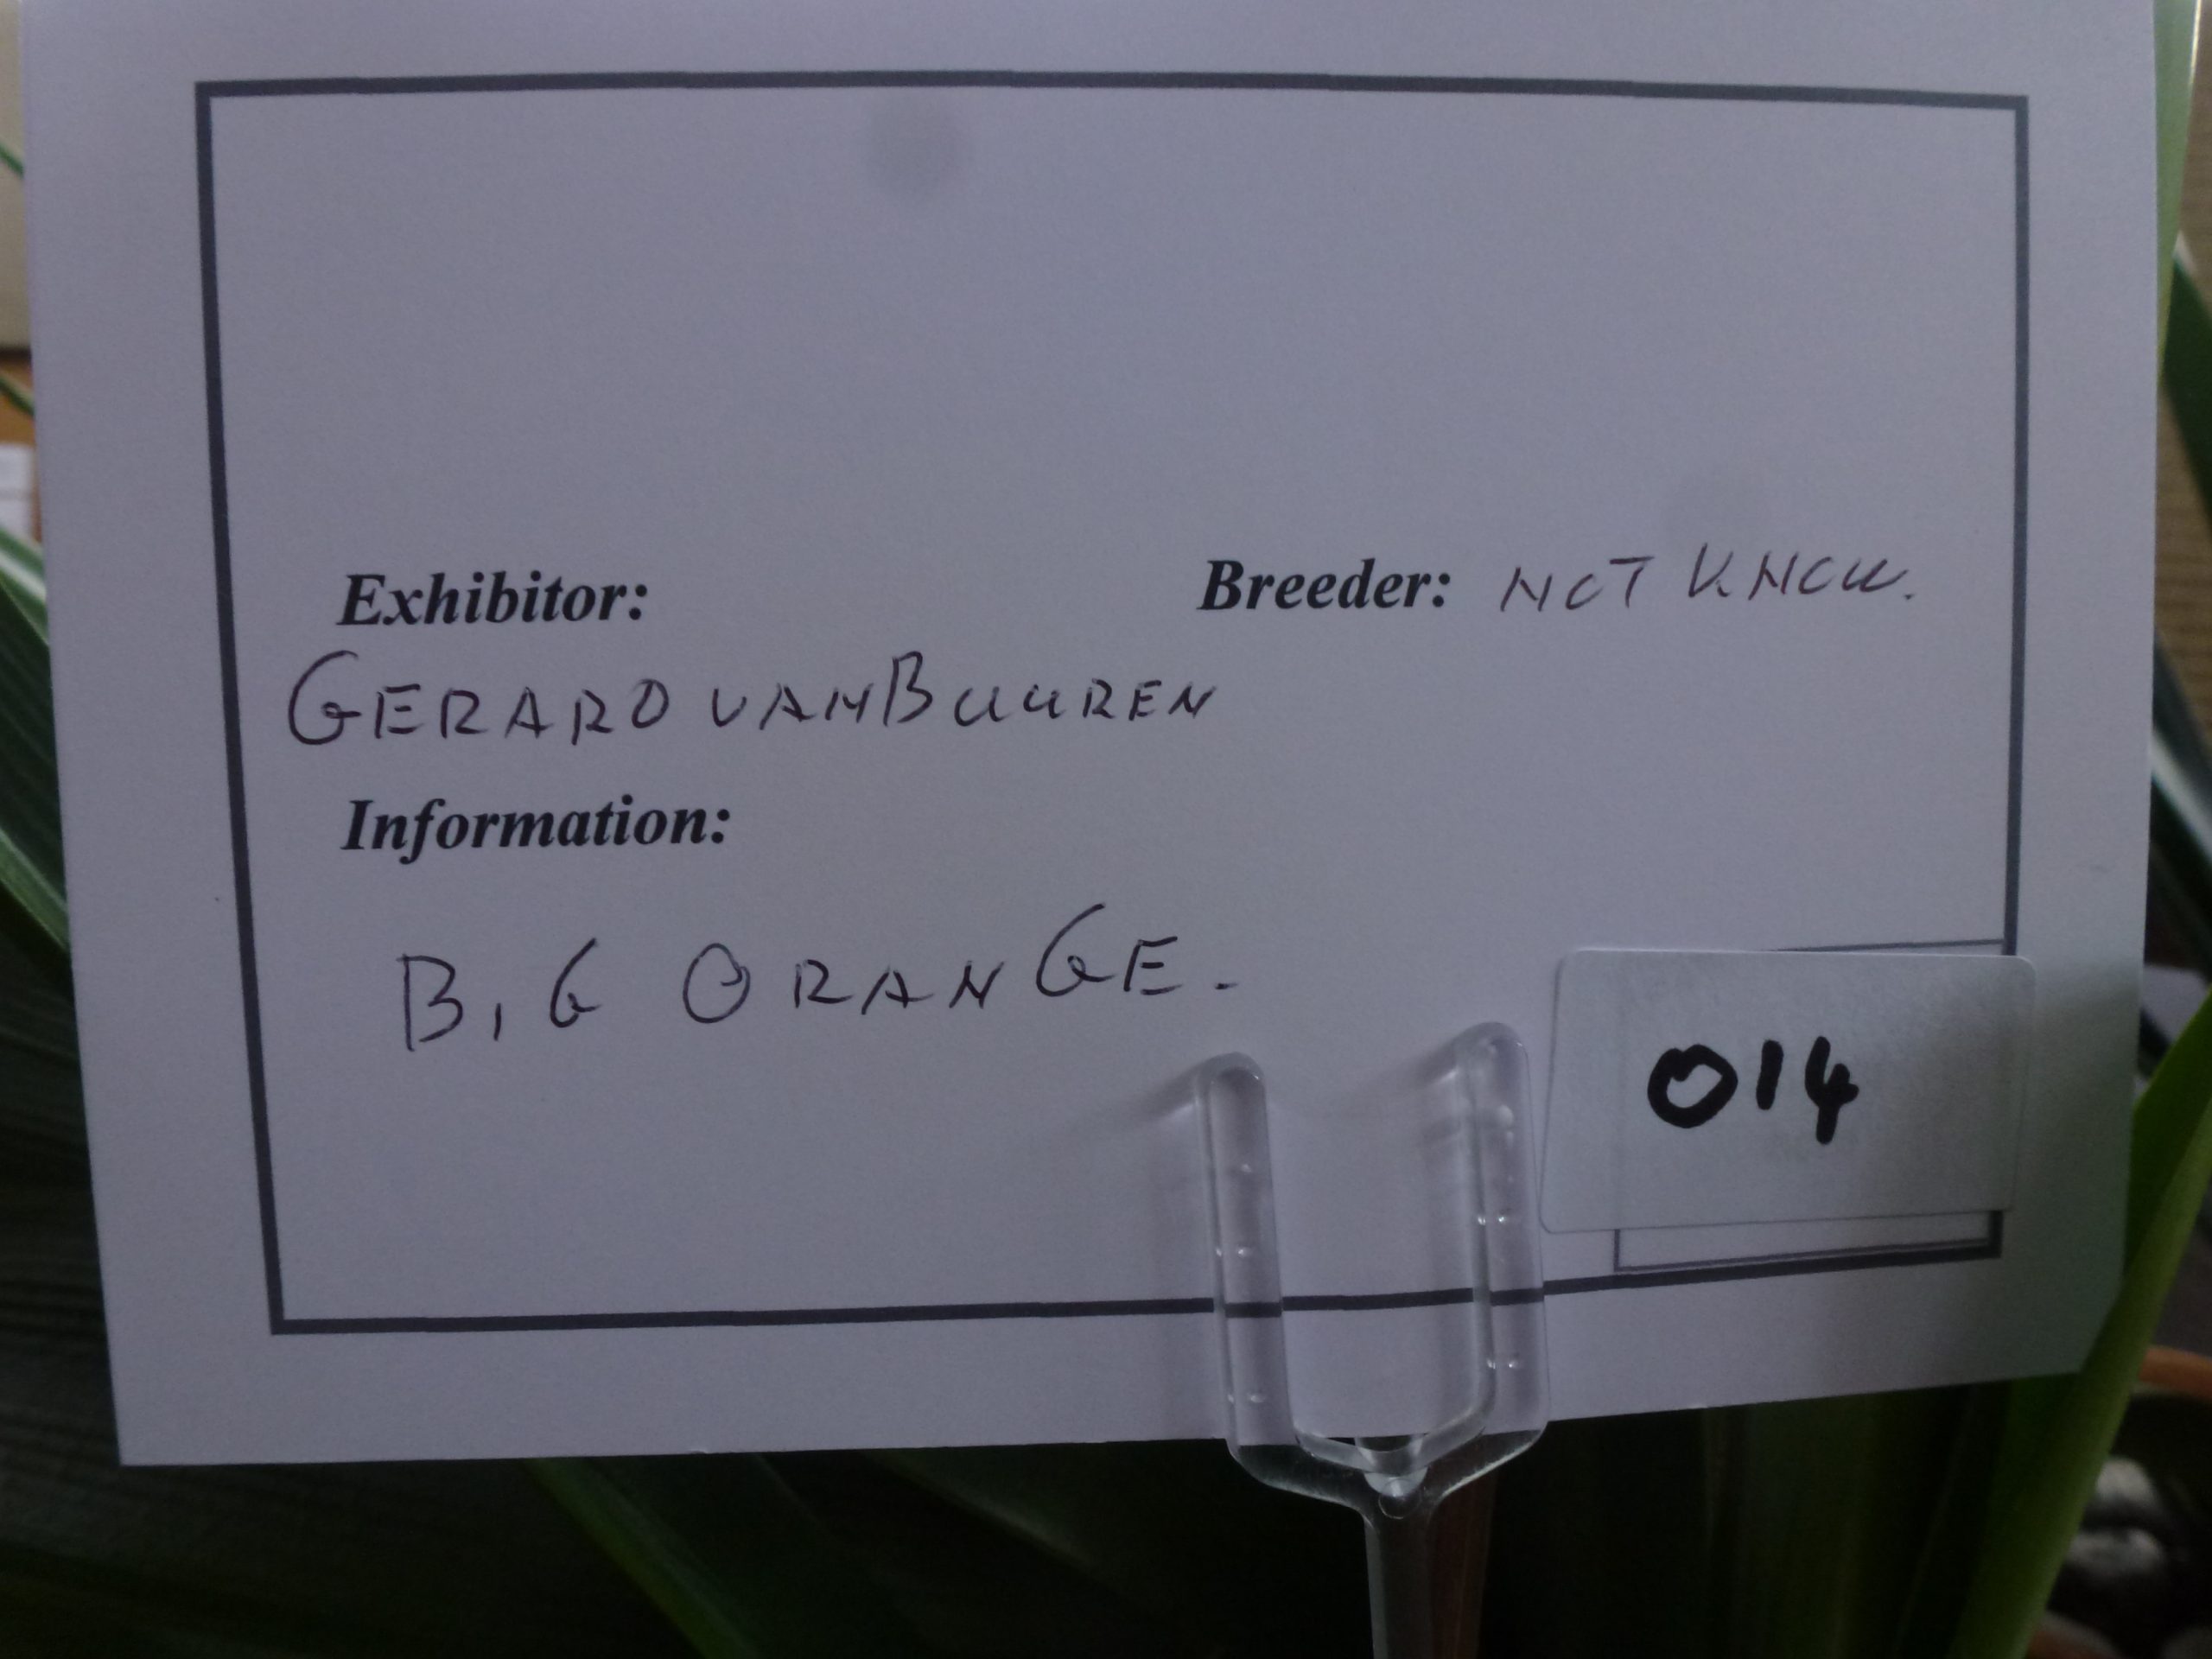 Exhibitor:
Breeder: NOT KNOW.
GERARD VAN BUUREN
Information:
BIG ORANGE.
014